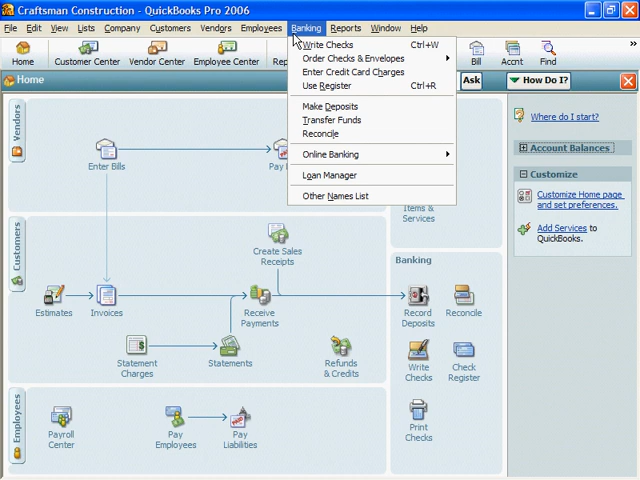 Craftsman Construction - QuickBooks Pro 2006
File Edit View Lists Company Customers Vendors Employees Banking Reports Window Help
Home Customer Center Vendor Center Employee Center Bill Accnt Find
Home Ask How Do I?
Write Checks Ctrl+W
Order Checks & Envelopes
Enter Credit Card Charges
Use Register Ctrl+R
Make Deposits
Transfer Funds
Reconcile
Online Banking
Loan Manager
Other Names List
Vendors
Enter Bills
Items &
Services
Customers
Create Sales
Receipts
Estimates
Invoices
Receive
Payments
Statement
Charges
Statements
Refunds
& Credits
Employees
Payroll
Center
Pay
Employees
Pay
Liabilities
Banking
Record
Deposits
Reconcile
Write
Checks
Check
Register
Print
Checks
Where do I start?
Account Balances
Customize
Customize Home page
and set preferences.
Add Services to
QuickBooks.